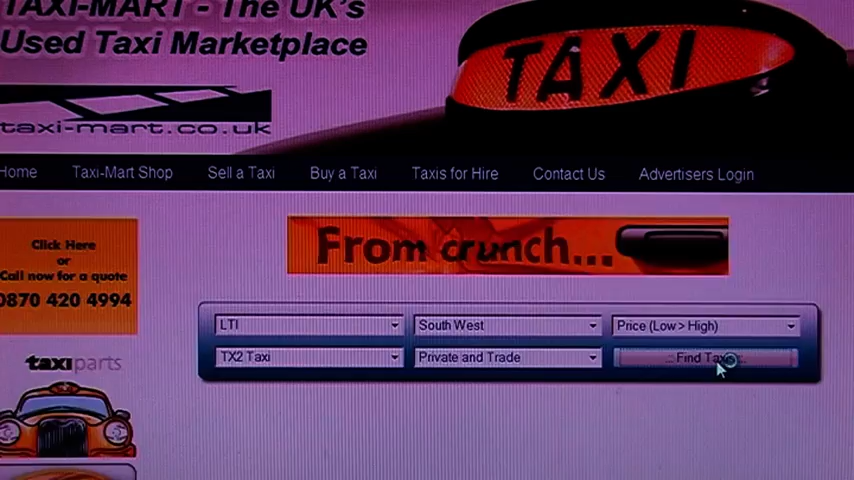 TAXI-MART - The UK's
Used Taxi Marketplace
TAXI
taxi-mart.co.uk
Home Taxi-Mart Shop Sell a Taxi Buy a Taxi Taxis for Hire Contact Us Advertisers Login
Click Here
or
Call now for a quote
0870 420 4994
From crunch...
LTI South West Price (Low > High)
TX2 Taxi Private and Trade .: Find Taxis :.
taxiparts